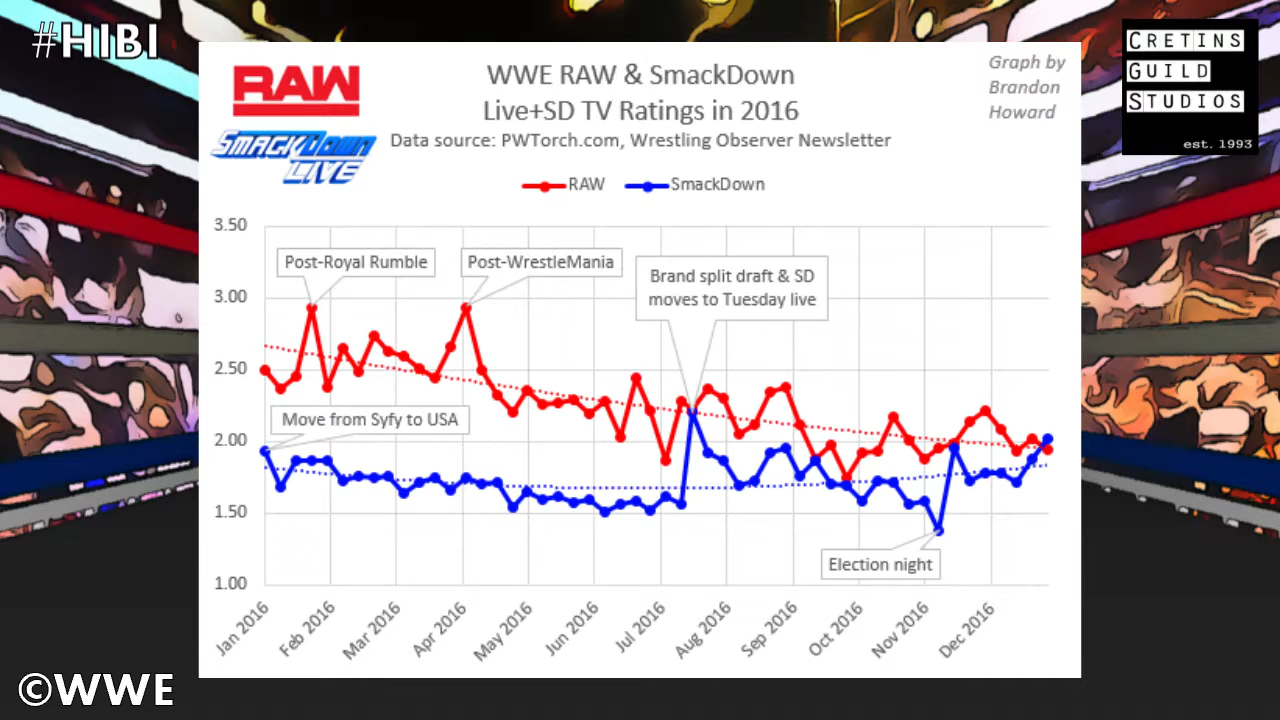 #HIBI
CRETINS
GUILD
STUDIOS
est. 1993
RAW
SMACKDOWN
LIVE
WWE RAW & SmackDown
Live+SD TV Ratings in 2016
Data source: PWTorch.com, Wrestling Observer Newsletter
Graph by
Brandon
Howard
RAW SmackDown
3.50
3.00
2.50
2.00
1.50
1.00
Post-Royal Rumble
Post-WrestleMania
Brand split draft & SD
moves to Tuesday live
Move from Syfy to USA
Election night
Jan 2016
Feb 2016
Mar 2016
Apr 2016
May 2016
Jun 2016
Jul 2016
Aug 2016
Sep 2016
Oct 2016
Nov 2016
Dec 2016
©WWE